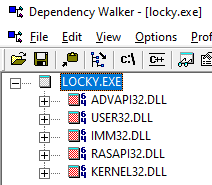 Dependency Walker - [locky.exe]
File Edit View Options Prof
C:\ C++
LOCKY.EXE
ADVAPI32.DLL
USER32.DLL
IMM32.DLL
RASAPI32.DLL
KERNEL32.DLL